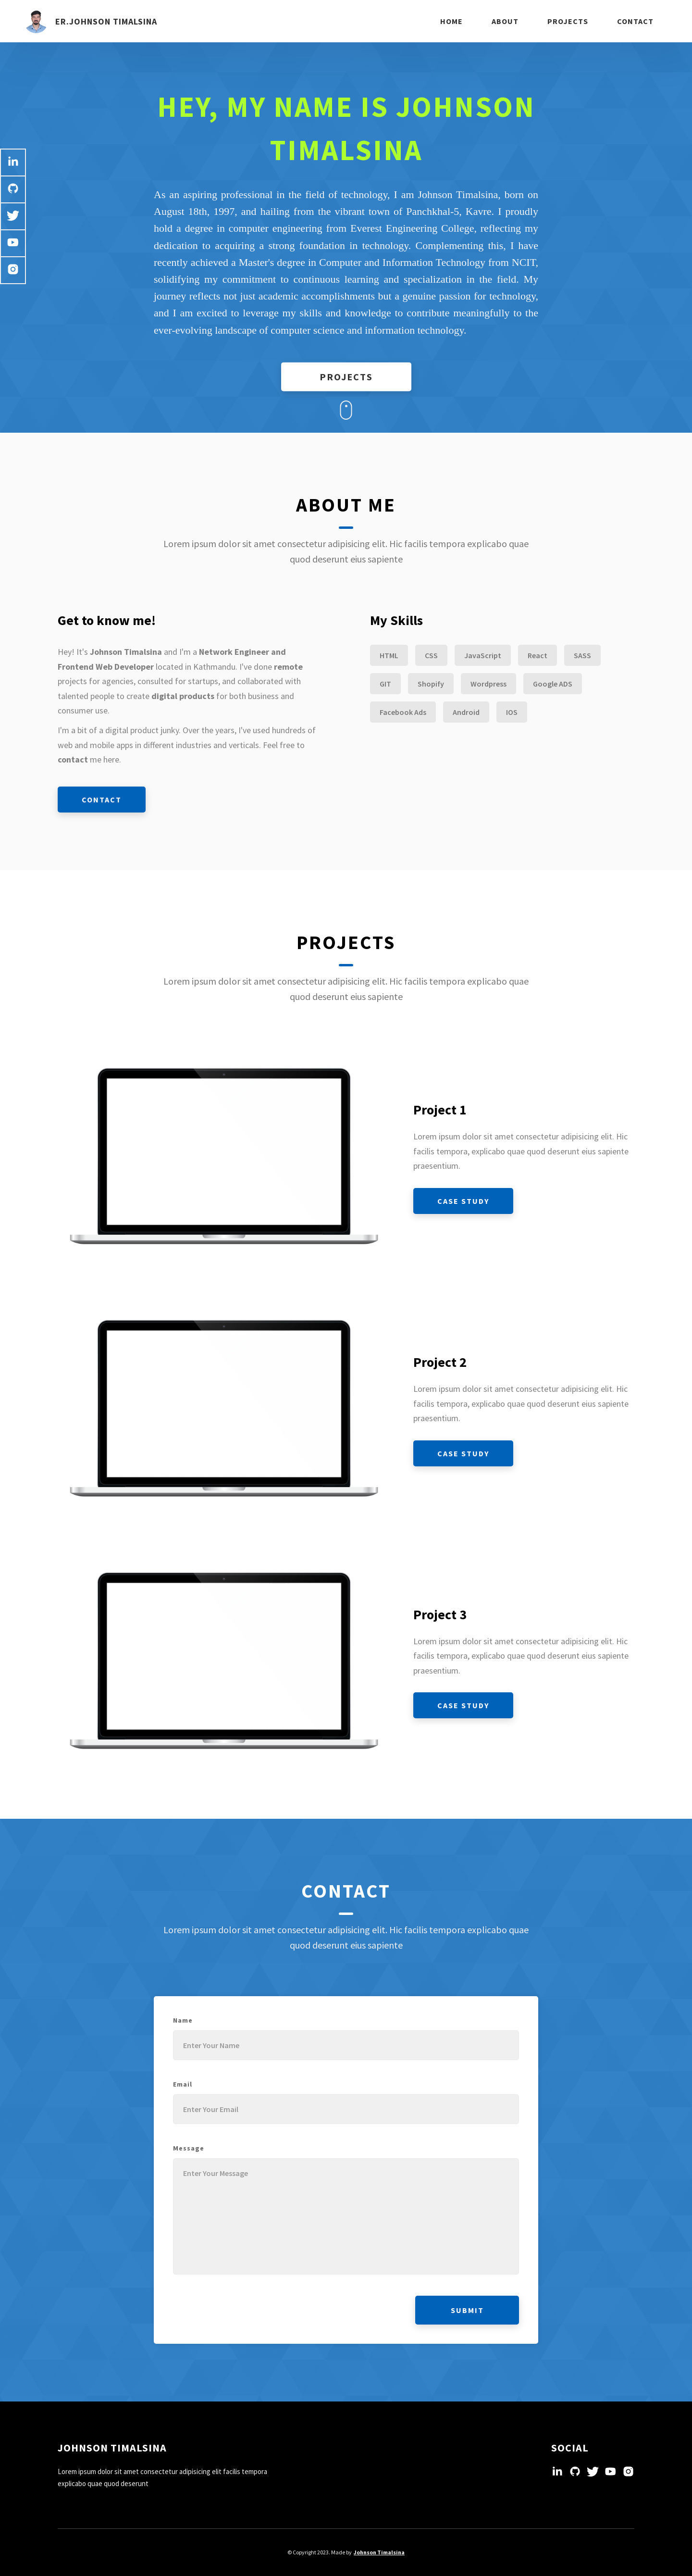 ER.JOHNSON TIMALSINA
HOME
ABOUT
PROJECTS
CONTACT
HEY, MY NAME IS JOHNSON
TIMALSINA
As an aspiring professional in the field of technology, I am Johnson Timalsina, born on
August 18th, 1997, and hailing from the vibrant town of Panchkhal-5, Kavre. I proudly
hold a degree in computer engineering from Everest Engineering College, reflecting my
dedication to acquiring a strong foundation in technology. Complementing this, I have
recently achieved a Master's degree in Computer and Information Technology from NCIT,
solidifying my commitment to continuous learning and specialization in the field. My
journey reflects not just academic accomplishments but a genuine passion for technology,
and I am excited to leverage my skills and knowledge to contribute meaningfully to the
ever-evolving landscape of computer science and information technology.
PROJECTS
ABOUT ME
Lorem ipsum dolor sit amet consectetur adipisicing elit. Hic facilis tempora explicabo quae
quod deserunt eius sapiente
Get to know me!
Hey! It's Johnson Timalsina and I'm a Network Engineer and
Frontend Web Developer located in Kathmandu. I've done remote
projects for agencies, consulted for startups, and collaborated with
talented people to create digital products for both business and
consumer use.
I'm a bit of a digital product junky. Over the years, I've used hundreds of
web and mobile apps in different industries and verticals. Feel free to
contact me here.
CONTACT
My Skills
HTML
CSS
JavaScript
React
SASS
GIT
Shopify
Wordpress
Google ADS
Facebook Ads
Android
IOS
PROJECTS
Lorem ipsum dolor sit amet consectetur adipisicing elit. Hic facilis tempora explicabo quae
quod deserunt eius sapiente
Project 1
Lorem ipsum dolor sit amet consectetur adipisicing elit. Hic
facilis tempora, explicabo quae quod deserunt eius sapiente
praesentium.
CASE STUDY
Project 2
Lorem ipsum dolor sit amet consectetur adipisicing elit. Hic
facilis tempora, explicabo quae quod deserunt eius sapiente
praesentium.
CASE STUDY
Project 3
Lorem ipsum dolor sit amet consectetur adipisicing elit. Hic
facilis tempora, explicabo quae quod deserunt eius sapiente
praesentium.
CASE STUDY
CONTACT
Lorem ipsum dolor sit amet consectetur adipisicing elit. Hic facilis tempora explicabo quae
quod deserunt eius sapiente
Name
Enter Your Name
Email
Enter Your Email
Message
Enter Your Message
SUBMIT
JOHNSON TIMALSINA
Lorem ipsum dolor sit amet consectetur adipisicing elit facilis tempora
explicabo quae quod deserunt
SOCIAL
© Copyright 2023. Made by Johnson Timalsina